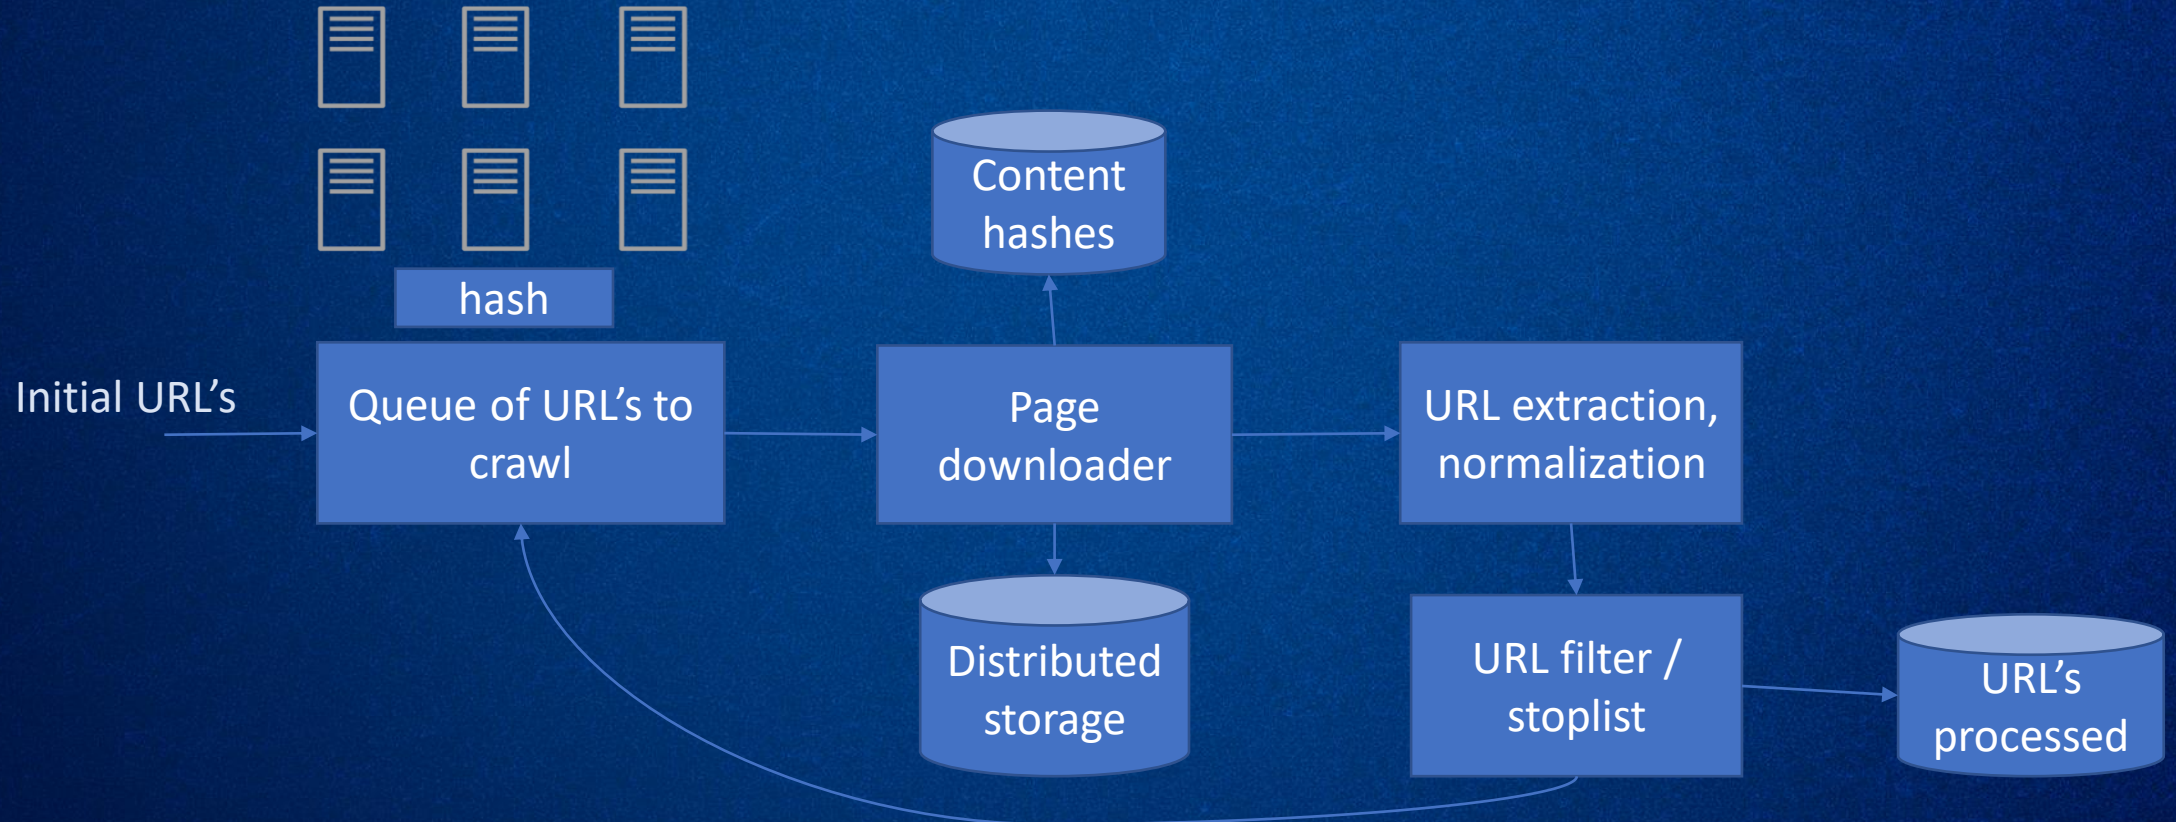 Content
hashes
hash
Initial URL’s
Queue of URL’s to
crawl
Page
downloader
URL extraction,
normalization
Distributed
storage
URL filter /
stoplist
URL’s
processed